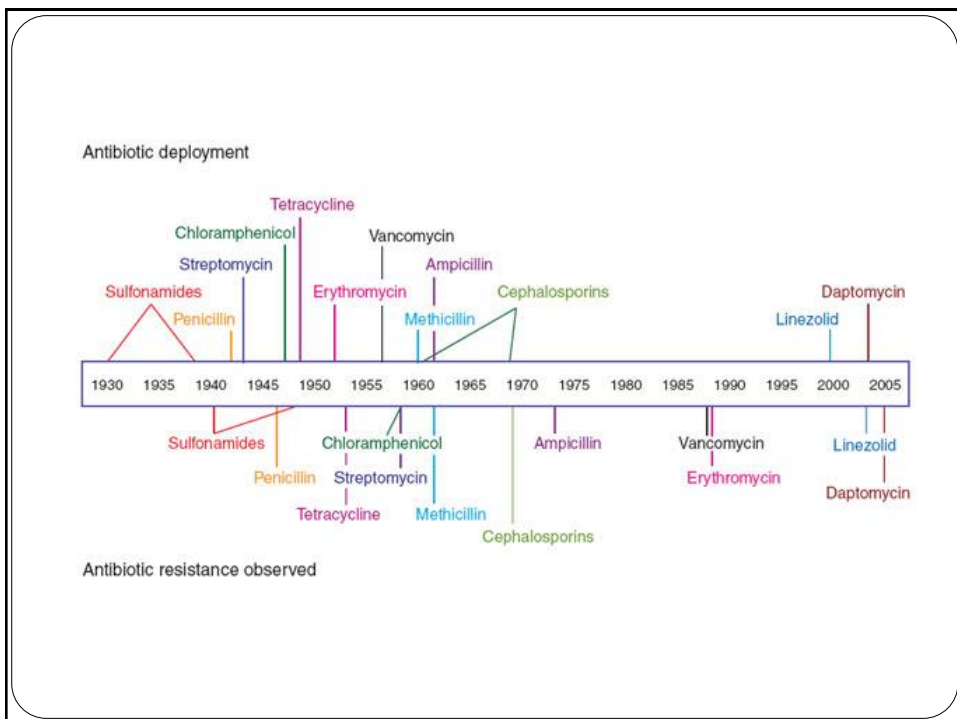 Antibiotic deployment
Tetracycline
Chloramphenicol
Vancomycin
Streptomycin
Ampicillin
Sulfonamides
Erythromycin
Cephalosporins
Daptomycin
Penicillin
Methicillin
Linezolid
1930 1935 1940 1945 1950 1955 1960 1965 1970 1975 1980 1985 1990 1995 2000 2005
Sulfonamides
Chloramphenicol
Ampicillin
Vancomycin
Linezolid
Penicillin
Streptomycin
Erythromycin
Daptomycin
Tetracycline
Methicillin
Cephalosporins
Antibiotic resistance observed